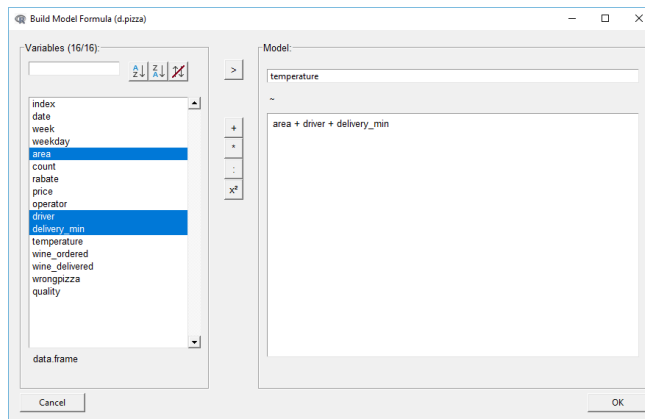 Build Model Formula (d.pizza)
Variables (16/16):
Model:
A
Z
Z
A
>
temperature
~
index
date
week
weekday
area
count
rabate
price
operator
driver
delivery_min
temperature
wine_ordered
wine_delivered
wrongpizza
quality
+
*
:
x²
area + driver + delivery_min
data.frame
Cancel
OK